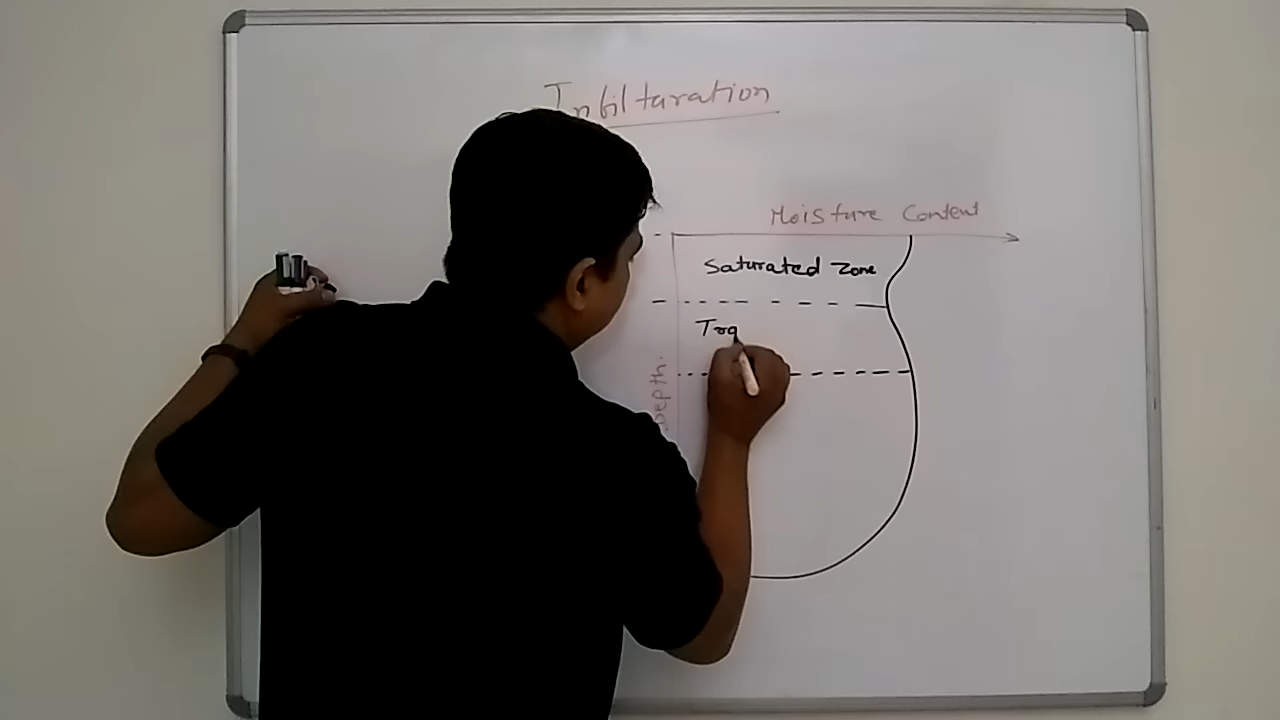 Infiltaration
Moisture Content
Saturated Zone
Tra
Depth